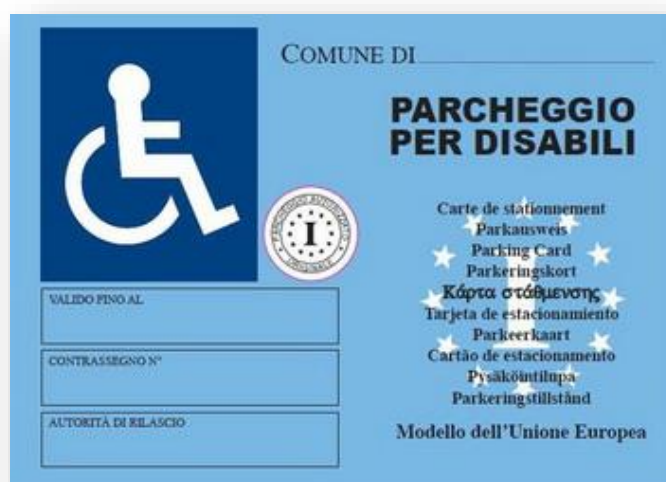 COMUNE DI
PARCHEGGIO
PER DISABILI
Carte de stationnement
Parkausweis
Parking Card
Parkeringskort
Κάρτα στάθμευσης
Tarjeta de estacionamiento
Parkeerkaart
Cartão de estacionamento
Pysäköintilupa
Parkeringstillstånd
Modello dell'Unione Europea
I
VALIDO FINO AL
CONTRASSEGNO N°
AUTORITÀ DI RILASCIO